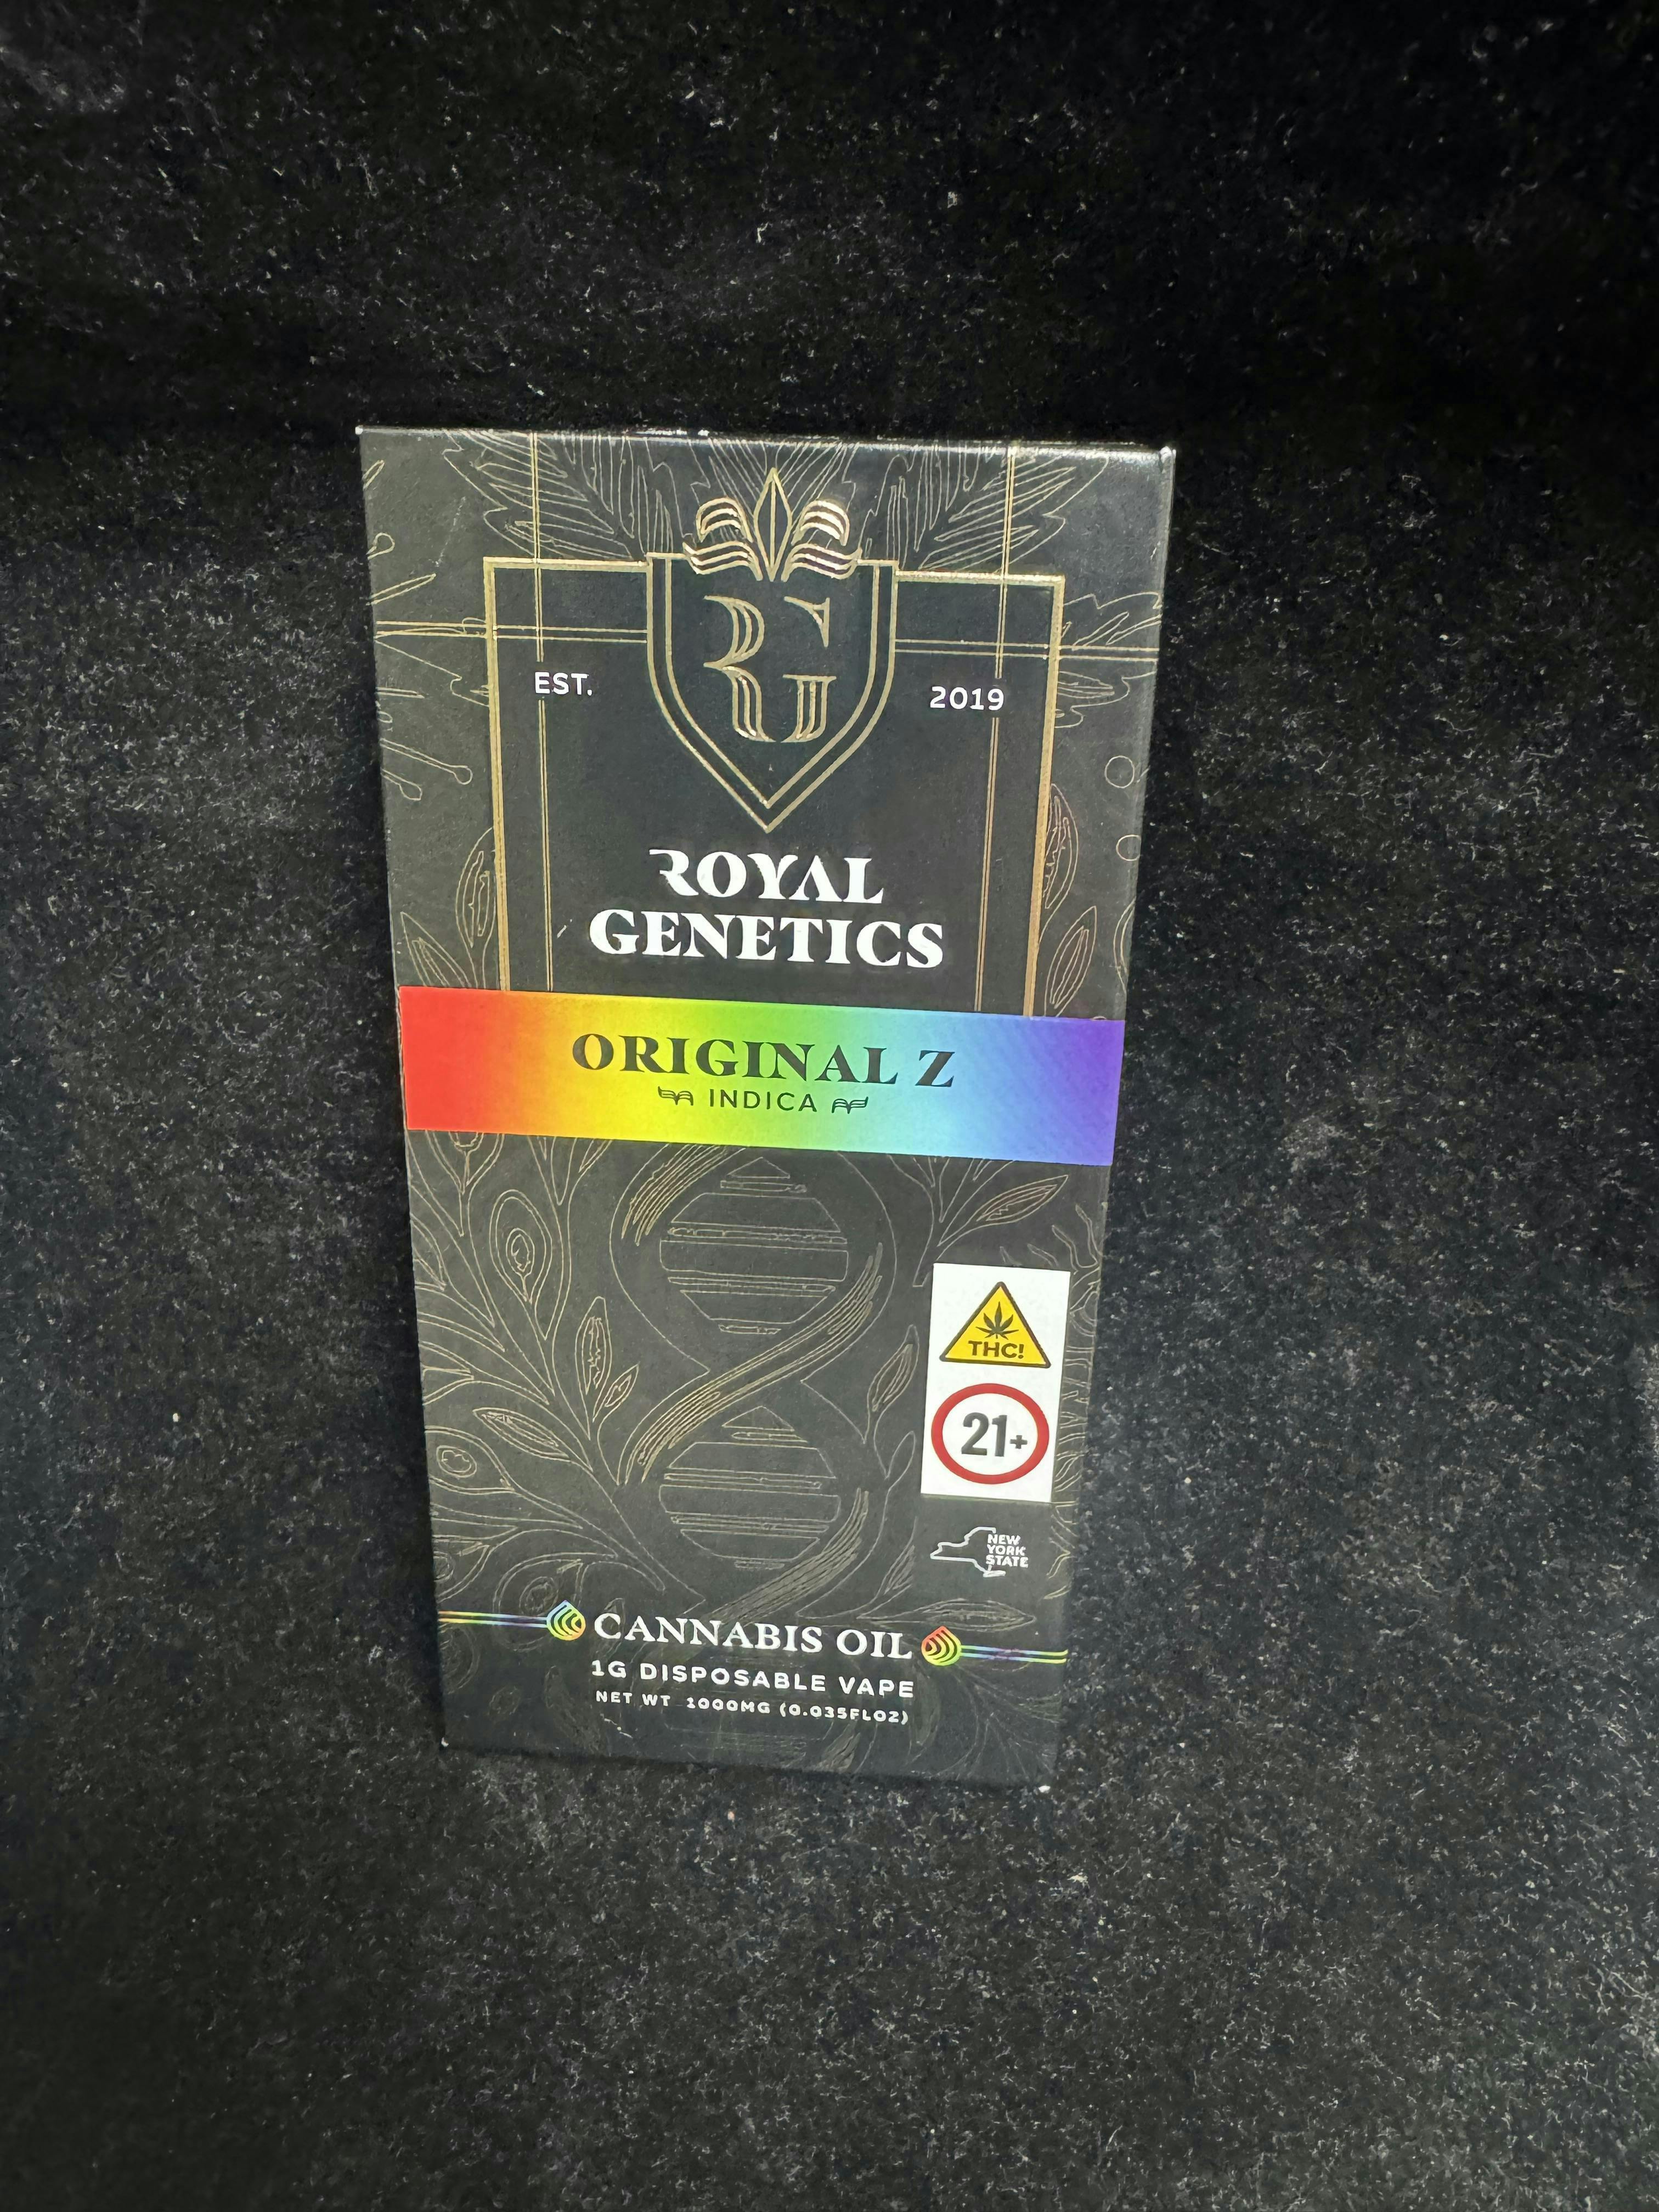 RG
EST.
2019
ROYAL
GENETICS
ORIGINAL Z
INDICA
THC!
21+
NEW
YORK
STATE
CANNABIS OIL
1G DISPOSABLE VAPE
NET WT 1000MG (0.035FLOZ)